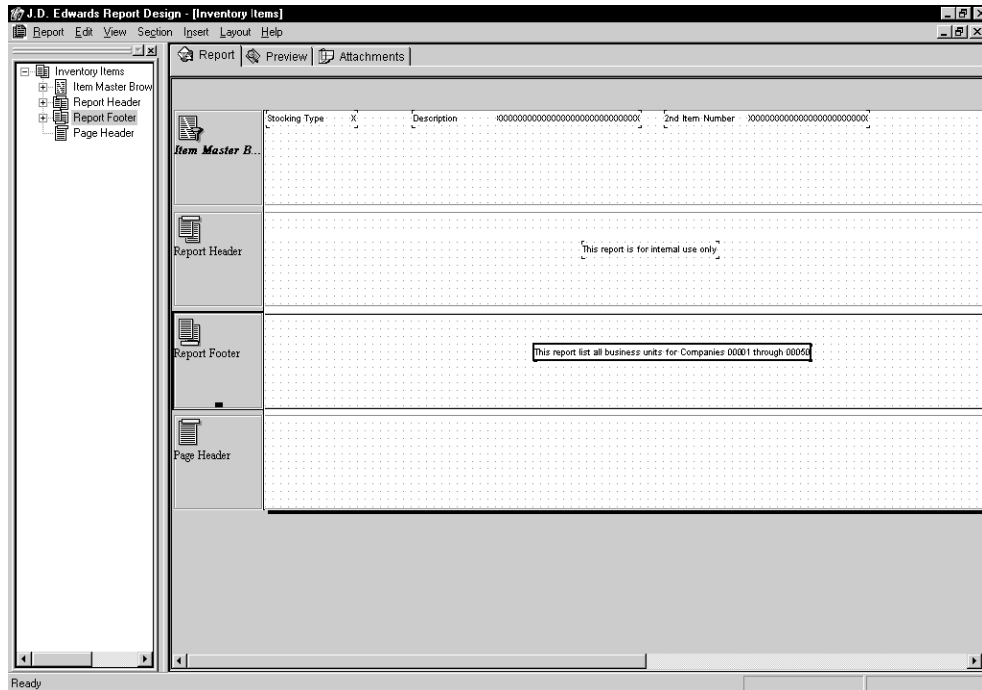 J.D. Edwards Report Design - [Inventory Items]
Report Edit View Section Insert Layout Help
Report Preview Attachments
Inventory Items
Item Master Brow
Report Header
Report Footer
Page Header
Stocking Type X Description 2nd Item Number
Item Master B...
Report Header
This report is for internal use only
Report Footer
This report list all business units for Companies 00001 through 00050
Page Header
Ready